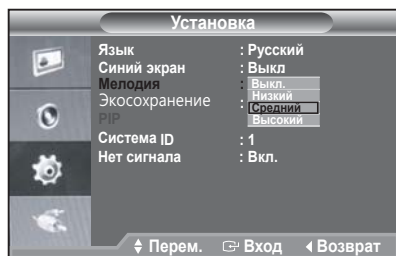 Установка
Язык : Русский
Синий экран : Выкл
Мелодия : Выкл.
Низкий
Экосохранение : Средний
Высокий
PIP
Система ID : 1
Нет сигнала : Вкл.
Перем. Вход Возврат